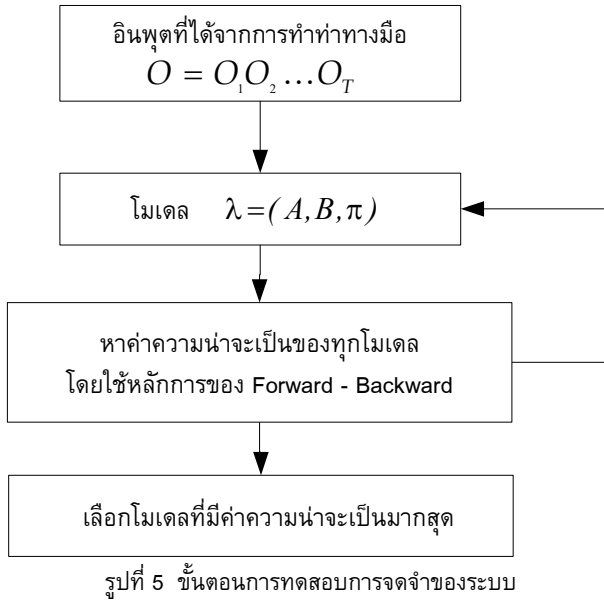 อินพุตที่ได้จากการทำท่าทางมือ
O = O₁O₂...O_T
โมเดล λ=(A,B,π)
หาค่าความน่าจะเป็นของทุกโมเดล
โดยใช้หลักการของ Forward - Backward
เลือกโมเดลที่มีค่าความน่าจะเป็นมากสุด
รูปที่ 5 ขั้นตอนการทดสอบการจดจำของระบบ